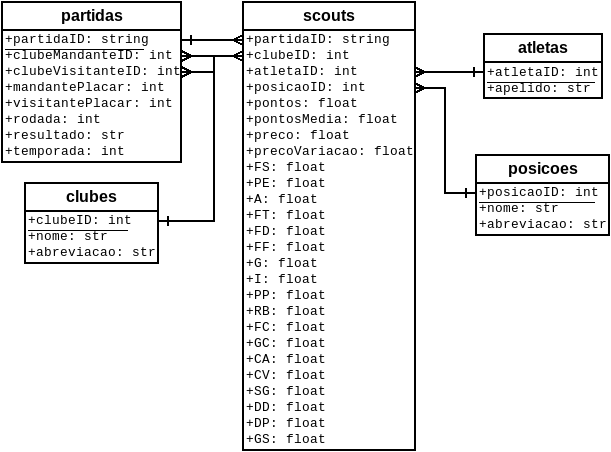 partidas
+partidaID: string
+clubeMandanteID: int
+clubeVisitanteID: int
+mandantePlacar: int
+visitantePlacar: int
+rodada: int
+resultado: str
+temporada: int
clubes
+clubeID: int
+nome: str
+abreviacao: str
scouts
+partidaID: string
+clubeID: int
+atletaID: int
+posicaoID: int
+pontos: float
+pontosMedia: float
+preco: float
+precoVariacao: float
+FS: float
+PE: float
+A: float
+FT: float
+FD: float
+FF: float
+G: float
+I: float
+PP: float
+RB: float
+FC: float
+GC: float
+CA: float
+CV: float
+SG: float
+DD: float
+DP: float
+GS: float
atletas
+atletaID: int
+apelido: str
posicoes
+posicaoID: int
+nome: str
+abreviacao: str